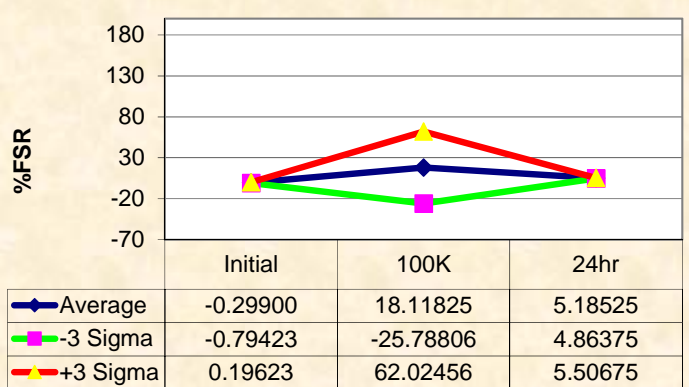 %FSR
180
130
80
30
-20
-70
Initial 100K 24hr
Average -0.29900 18.11825 5.18525
-3 Sigma -0.79423 -25.78806 4.86375
+3 Sigma 0.19623 62.02456 5.50675